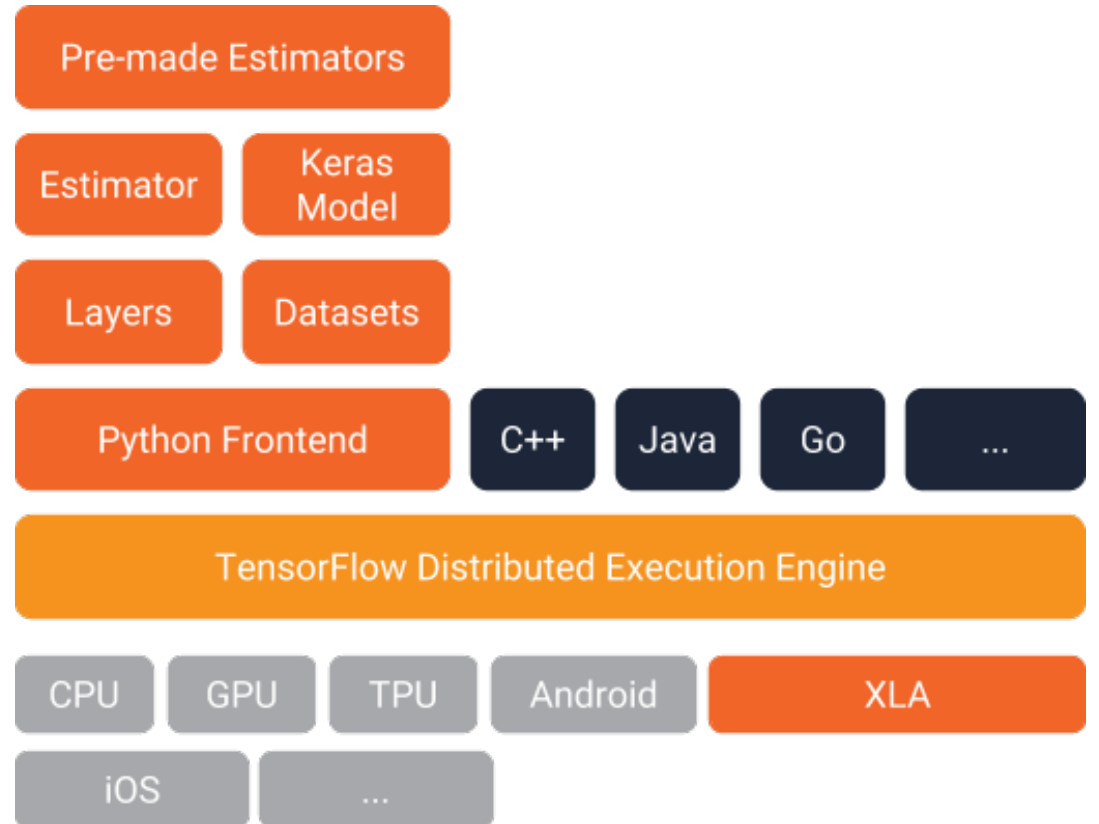 Pre-made Estimators
Estimator
Keras
Model
Layers
Datasets
Python Frontend
C++
Java
Go
...
TensorFlow Distributed Execution Engine
CPU
GPU
TPU
Android
XLA
iOS
...